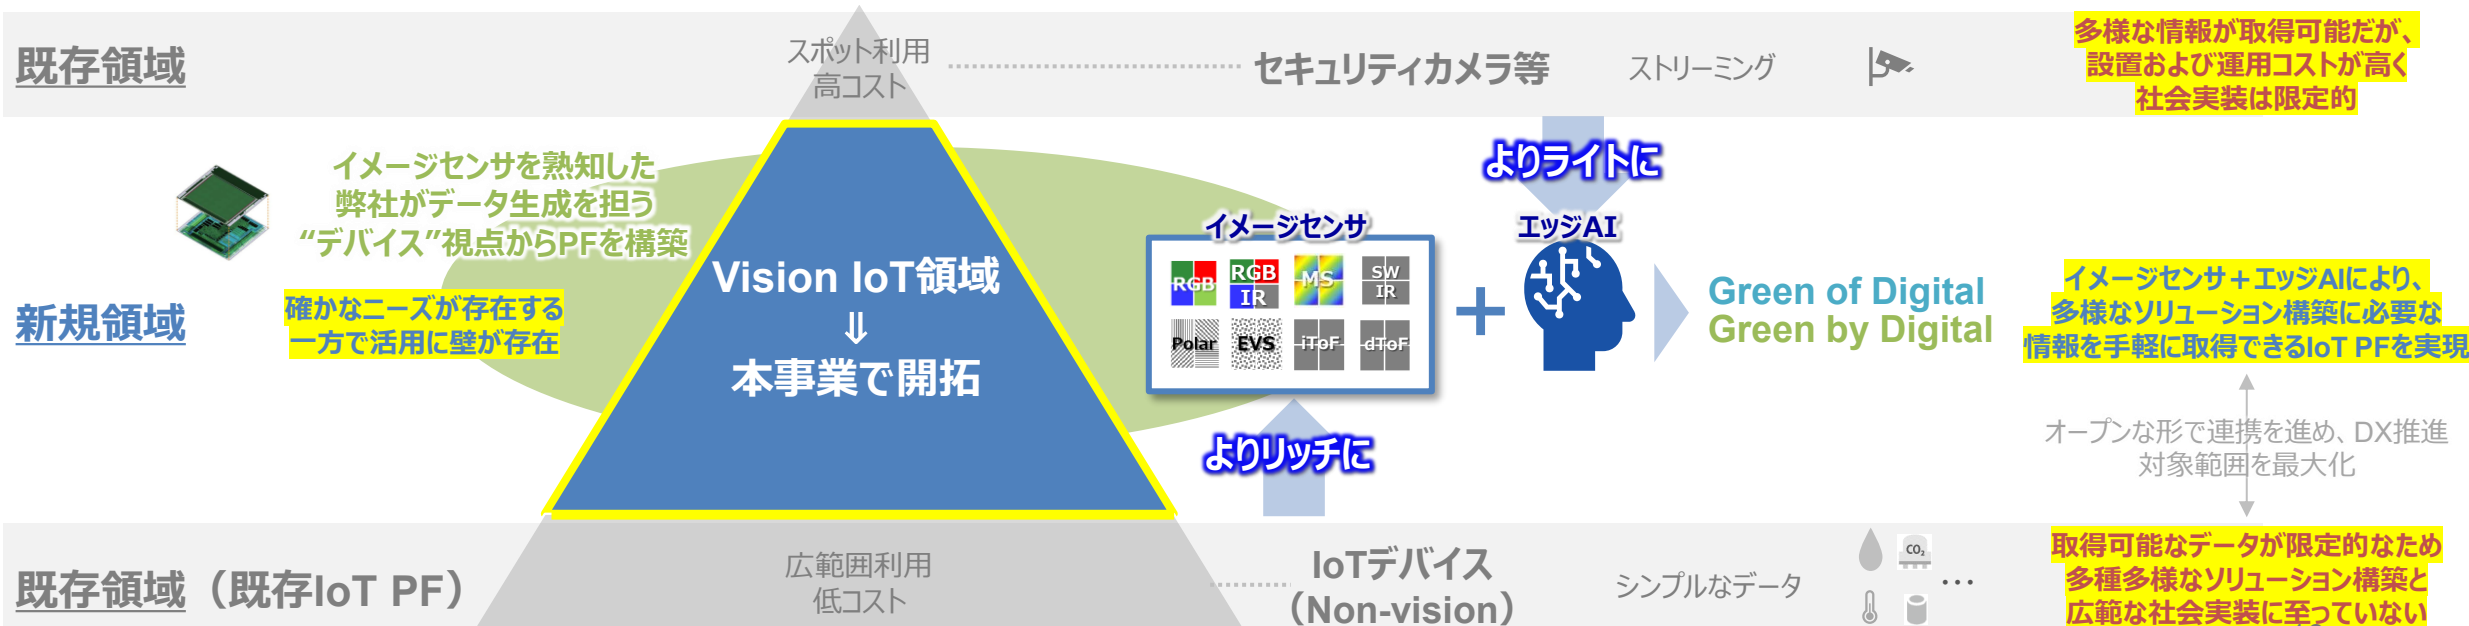 既存領域
スポット利用
高コスト
セキュリティカメラ等
ストリーミング
多様な情報が取得可能だが、
設置および運用コストが高く
社会実装は限定的
よりライトに
イメージセンサを熟知した
弊社がデータ生成を担う
“デバイス”視点からPFを構築
新規領域
確かなニーズが存在する
一方で活用に壁が存在
Vision IoT領域
⇓
本事業で開拓
イメージセンサ
RGB
RGB
IR
MS
SW
IR
Polar
EVS
iToF
dToF
+
エッジAI
Green of Digital
Green by Digital
イメージセンサ＋エッジAIにより、
多様なソリューション構築に必要な
情報を手軽に取得できるIoT PFを実現
よりリッチに
オープンな形で連携を進め、DX推進
対象範囲を最大化
既存領域（既存IoT PF）
広範囲利用
低コスト
IoTデバイス
（Non-vision）
シンプルなデータ
CO₂
…
取得可能なデータが限定的なため
多種多様なソリューション構築と
広範な社会実装に至っていない